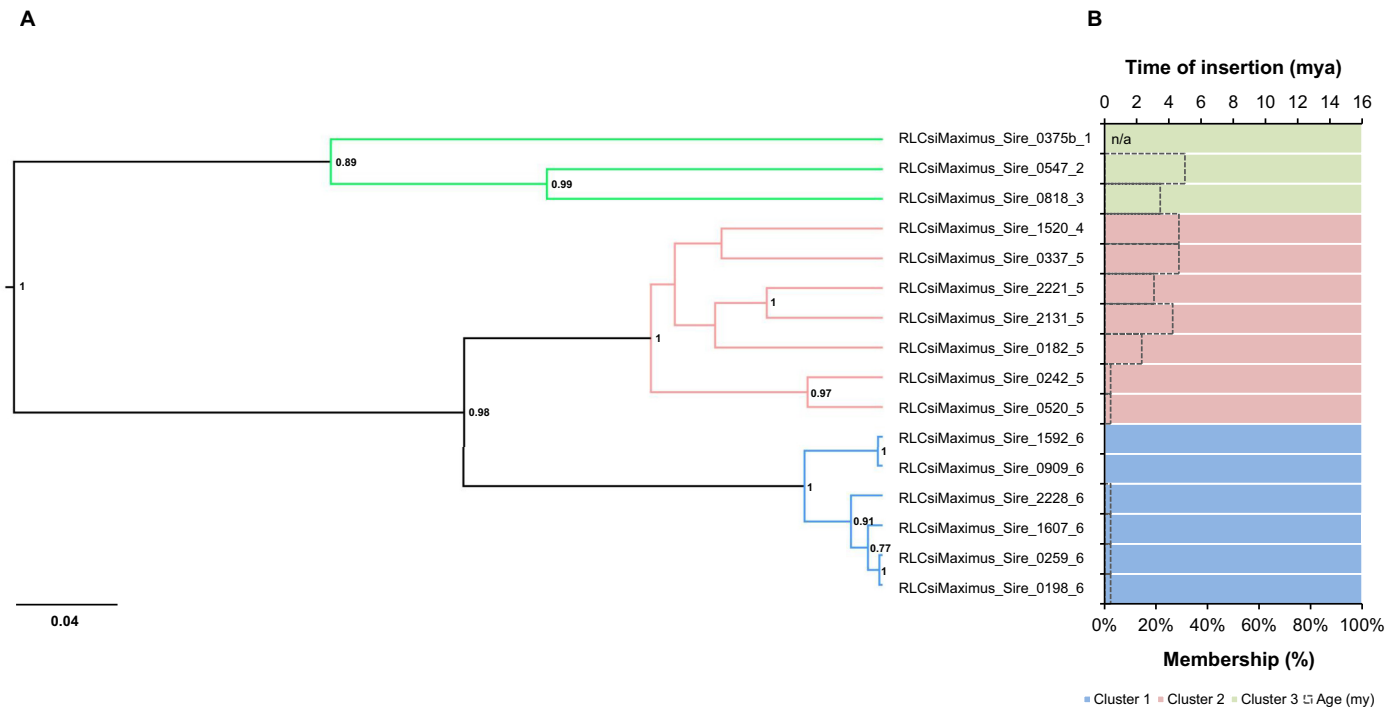 A
B
Time of insertion (mya)
0 2 4 6 8 10 12 14 16
RLCsiMaximus_Sire_0375b_1
n/a
0.89
RLCsiMaximus_Sire_0547_2
0.99
RLCsiMaximus_Sire_0818_3
RLCsiMaximus_Sire_1520_4
RLCsiMaximus_Sire_0337_5
1
RLCsiMaximus_Sire_2221_5
1
RLCsiMaximus_Sire_2131_5
1
RLCsiMaximus_Sire_0182_5
RLCsiMaximus_Sire_0242_5
0.97
RLCsiMaximus_Sire_0520_5
0.98
RLCsiMaximus_Sire_1592_6
1
RLCsiMaximus_Sire_0909_6
1
RLCsiMaximus_Sire_2228_6
0.91
RLCsiMaximus_Sire_1607_6
0.77
RLCsiMaximus_Sire_0259_6
1
RLCsiMaximus_Sire_0198_6
0.04
0% 20% 40% 60% 80% 100%
Membership (%)
Cluster 1 Cluster 2 Cluster 3 Age (my)